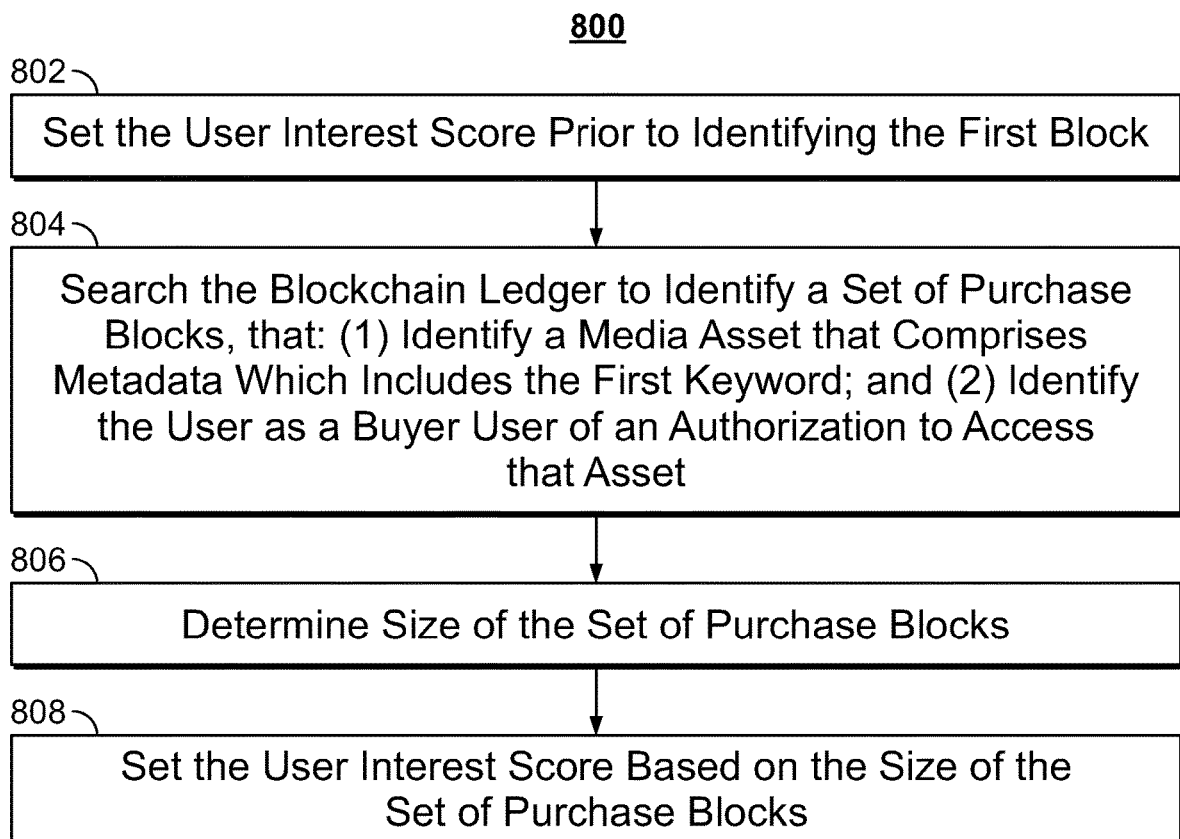 800
802
Set the User Interest Score Prior to Identifying the First Block
804
Search the Blockchain Ledger to Identify a Set of Purchase
Blocks, that: (1) Identify a Media Asset that Comprises
Metadata Which Includes the First Keyword; and (2) Identify
the User as a Buyer User of an Authorization to Access
that Asset
806
Determine Size of the Set of Purchase Blocks
808
Set the User Interest Score Based on the Size of the
Set of Purchase Blocks